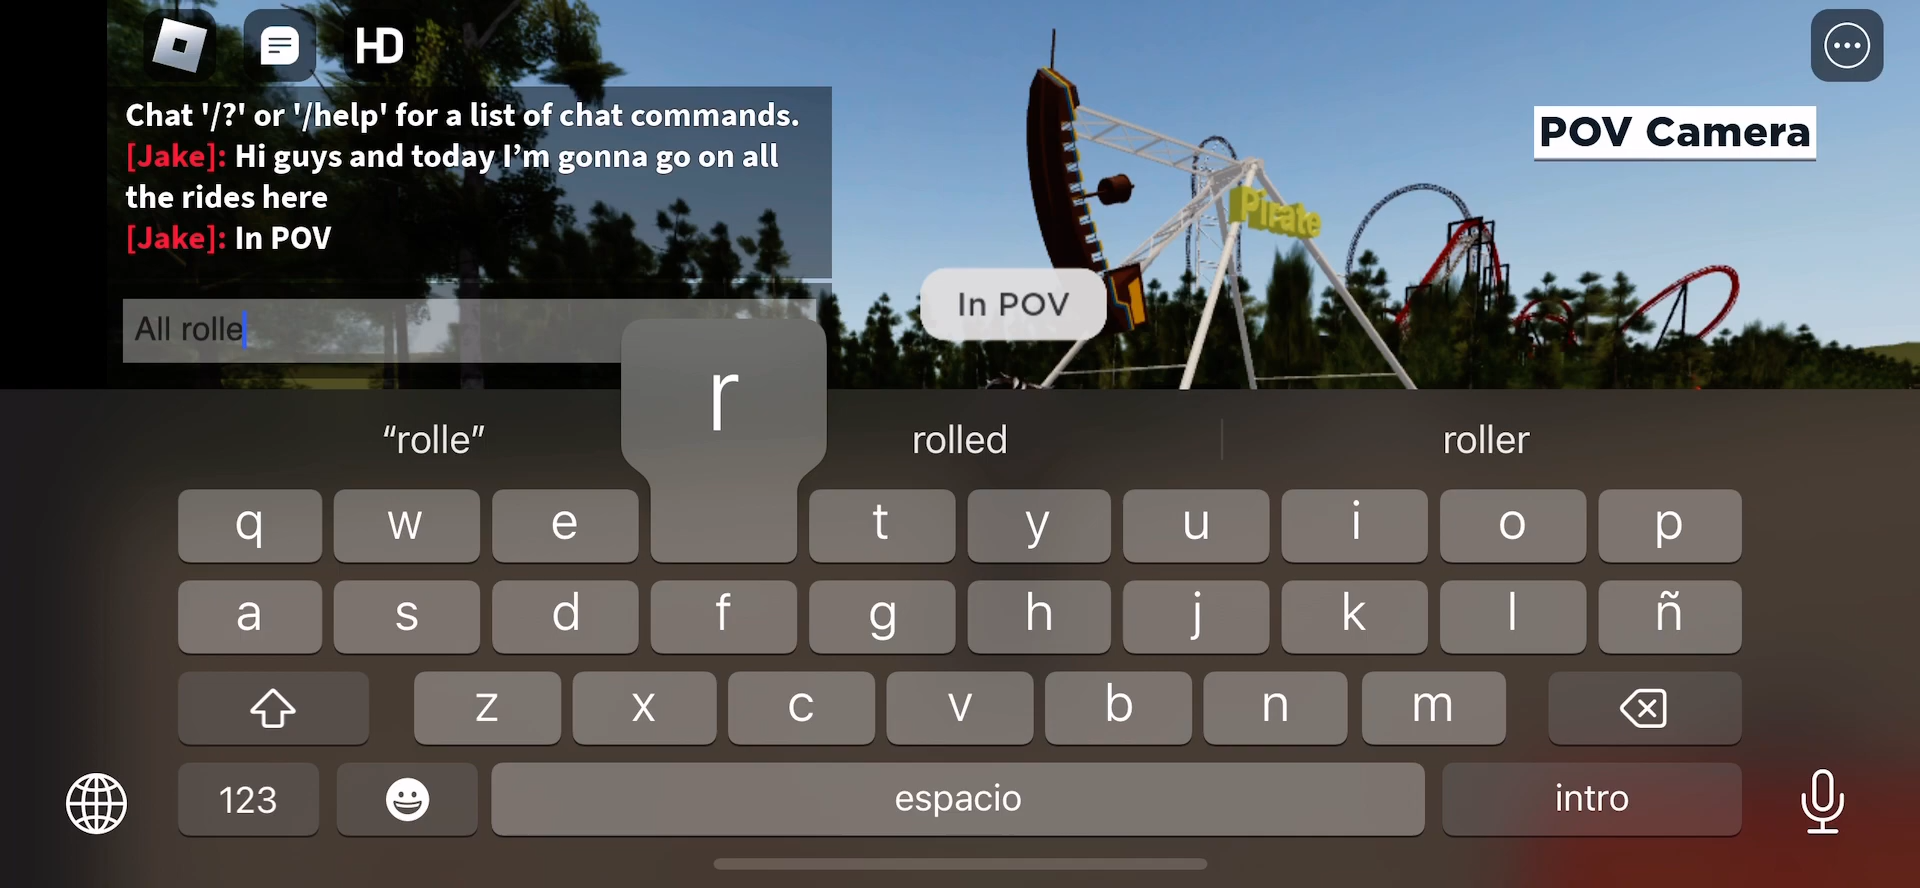 HD
Chat '/?' or '/help' for a list of chat commands.
[Jake]: Hi guys and today I’m gonna go on all
the rides here
[Jake]: In POV
All rolle
POV Camera
Pirate
In POV
“rolle” rolled roller
r
q w e t y u i o p
a s d f g h j k l ñ
z x c v b n m
123 espacio intro